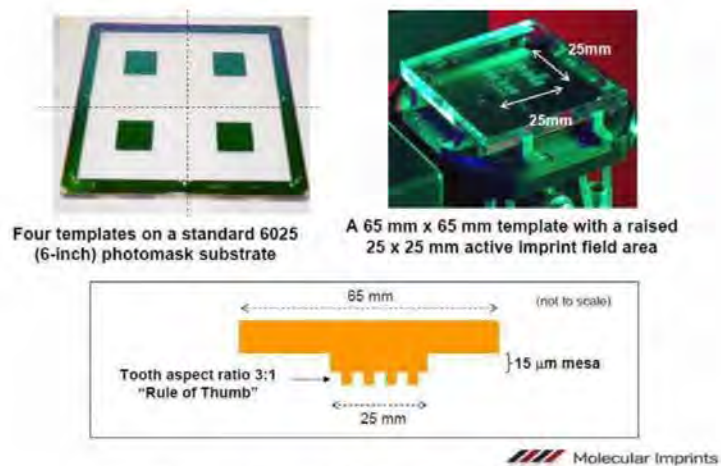 25mm
25mm
Four templates on a standard 6025
(6-inch) photomask substrate
A 65 mm x 65 mm template with a raised
25 x 25 mm active imprint field area
65 mm
(not to scale)
15 μm mesa
Tooth aspect ratio 3:1
"Rule of Thumb"
25 mm
Molecular Imprints